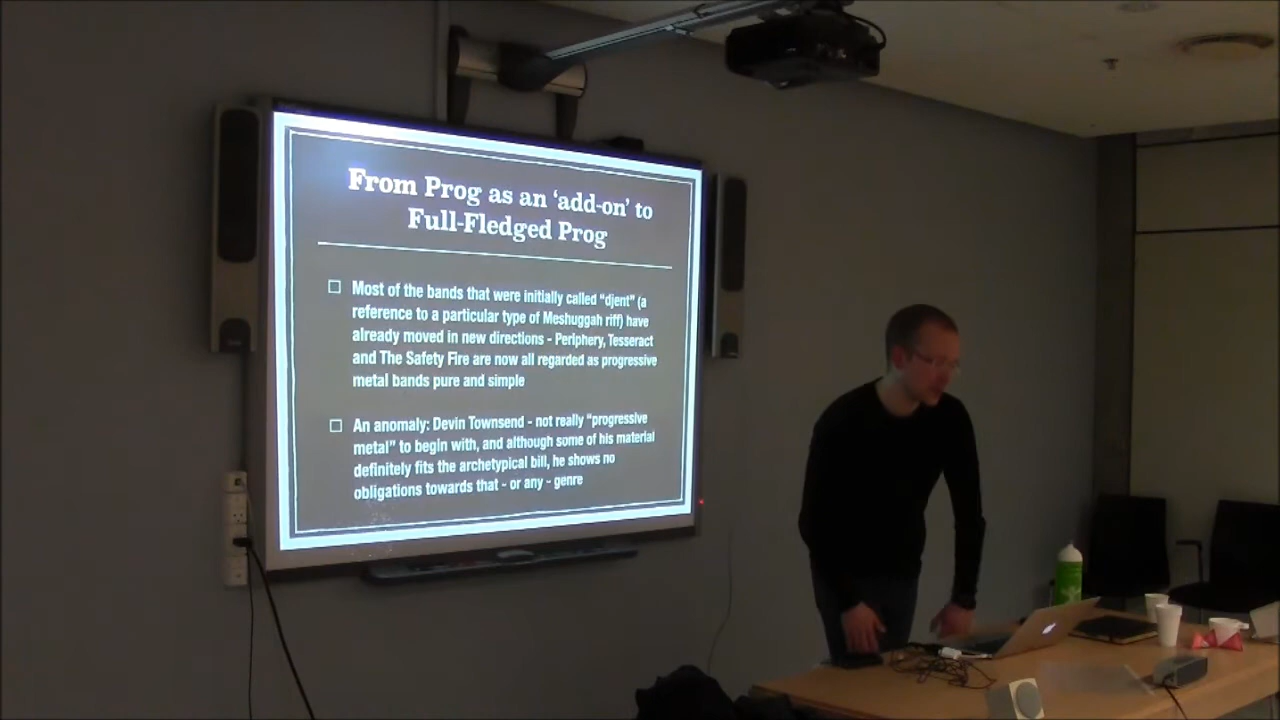 From Prog as an ‘add-on’ to
Full-Fledged Prog
Most of the bands that were initially called “djent” (a
reference to a particular type of Meshuggah riff) have
already moved in new directions - Periphery, Tesseract
and The Safety Fire are now all regarded as progressive
metal bands pure and simple
An anomaly: Devin Townsend - not really “progressive
metal” to begin with, and although some of his material
definitely fits the archetypical bill, he shows no
obligations towards that - or any - genre